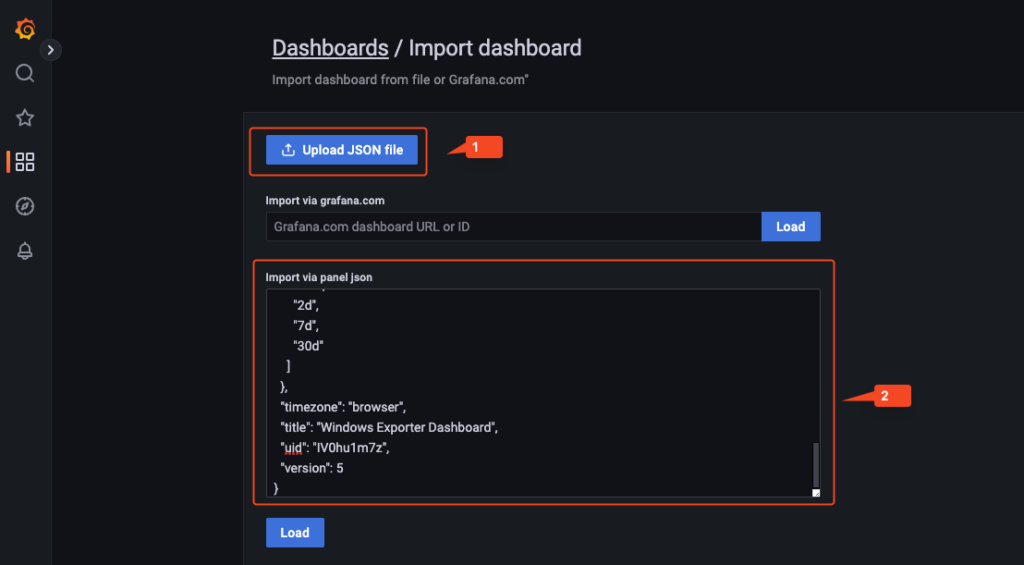 Dashboards / Import dashboard
Import dashboard from file or Grafana.com"
Upload JSON file
1
Import via grafana.com
Grafana.com dashboard URL or ID
Load
Import via panel json
"2d",
"7d",
"30d"
]
},
"timezone": "browser",
"title": "Windows Exporter Dashboard",
"uid": "IV0hu1m7z",
"version": 5
}
2
Load